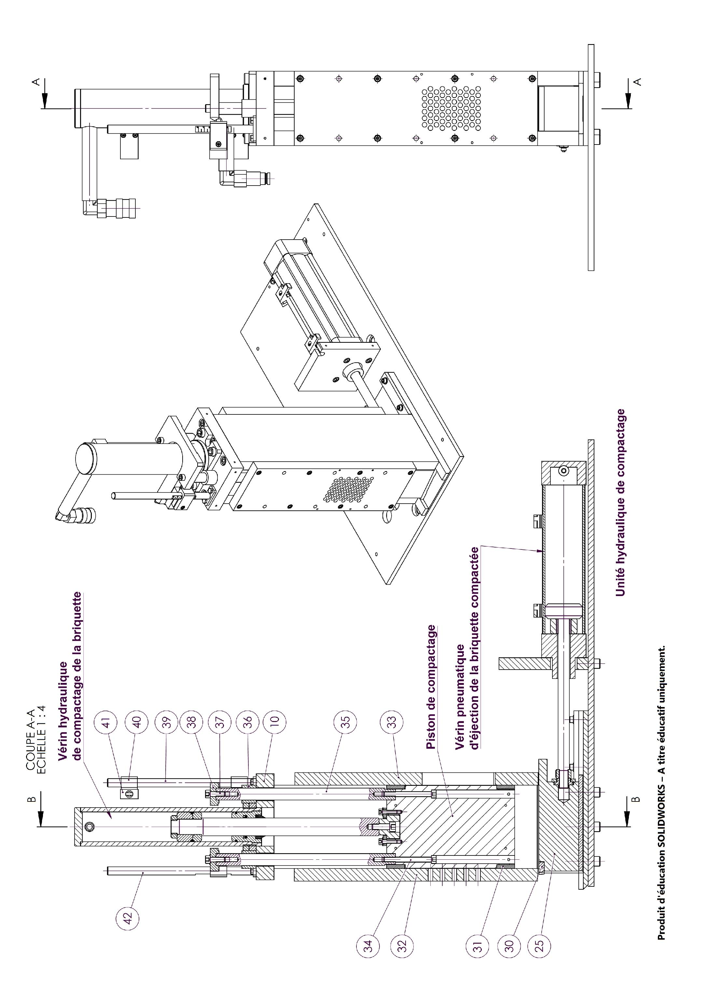 COUPE A-A
ECHELLE 1 : 4
B
A
Vérin hydraulique
de compactage de la briquette
41
40
39
38
37
36
10
35
33
42
34
32
31
30
25
Piston de compactage
Vérin pneumatique
d'éjection de la briquette compactée
B
A
Unité hydraulique de compactage
Produit d'éducation SOLIDWORKS – A titre éducatif uniquement.